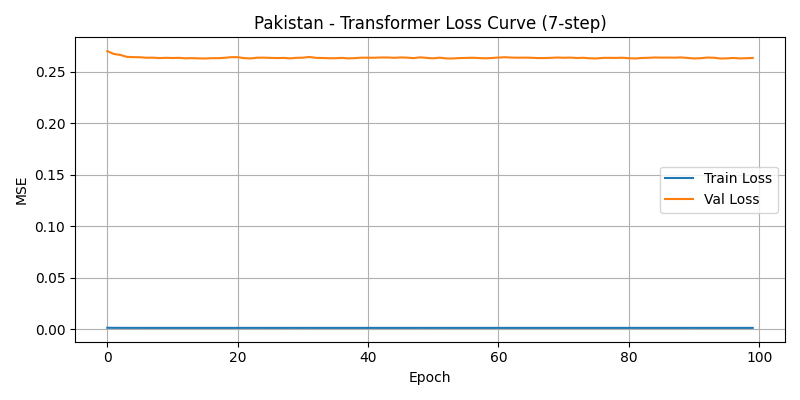 Pakistan - Transformer Loss Curve (7-step)
MSE
0.25
0.20
0.15
0.10
0.05
0.00
Train Loss
Val Loss
0 20 40 60 80 100
Epoch